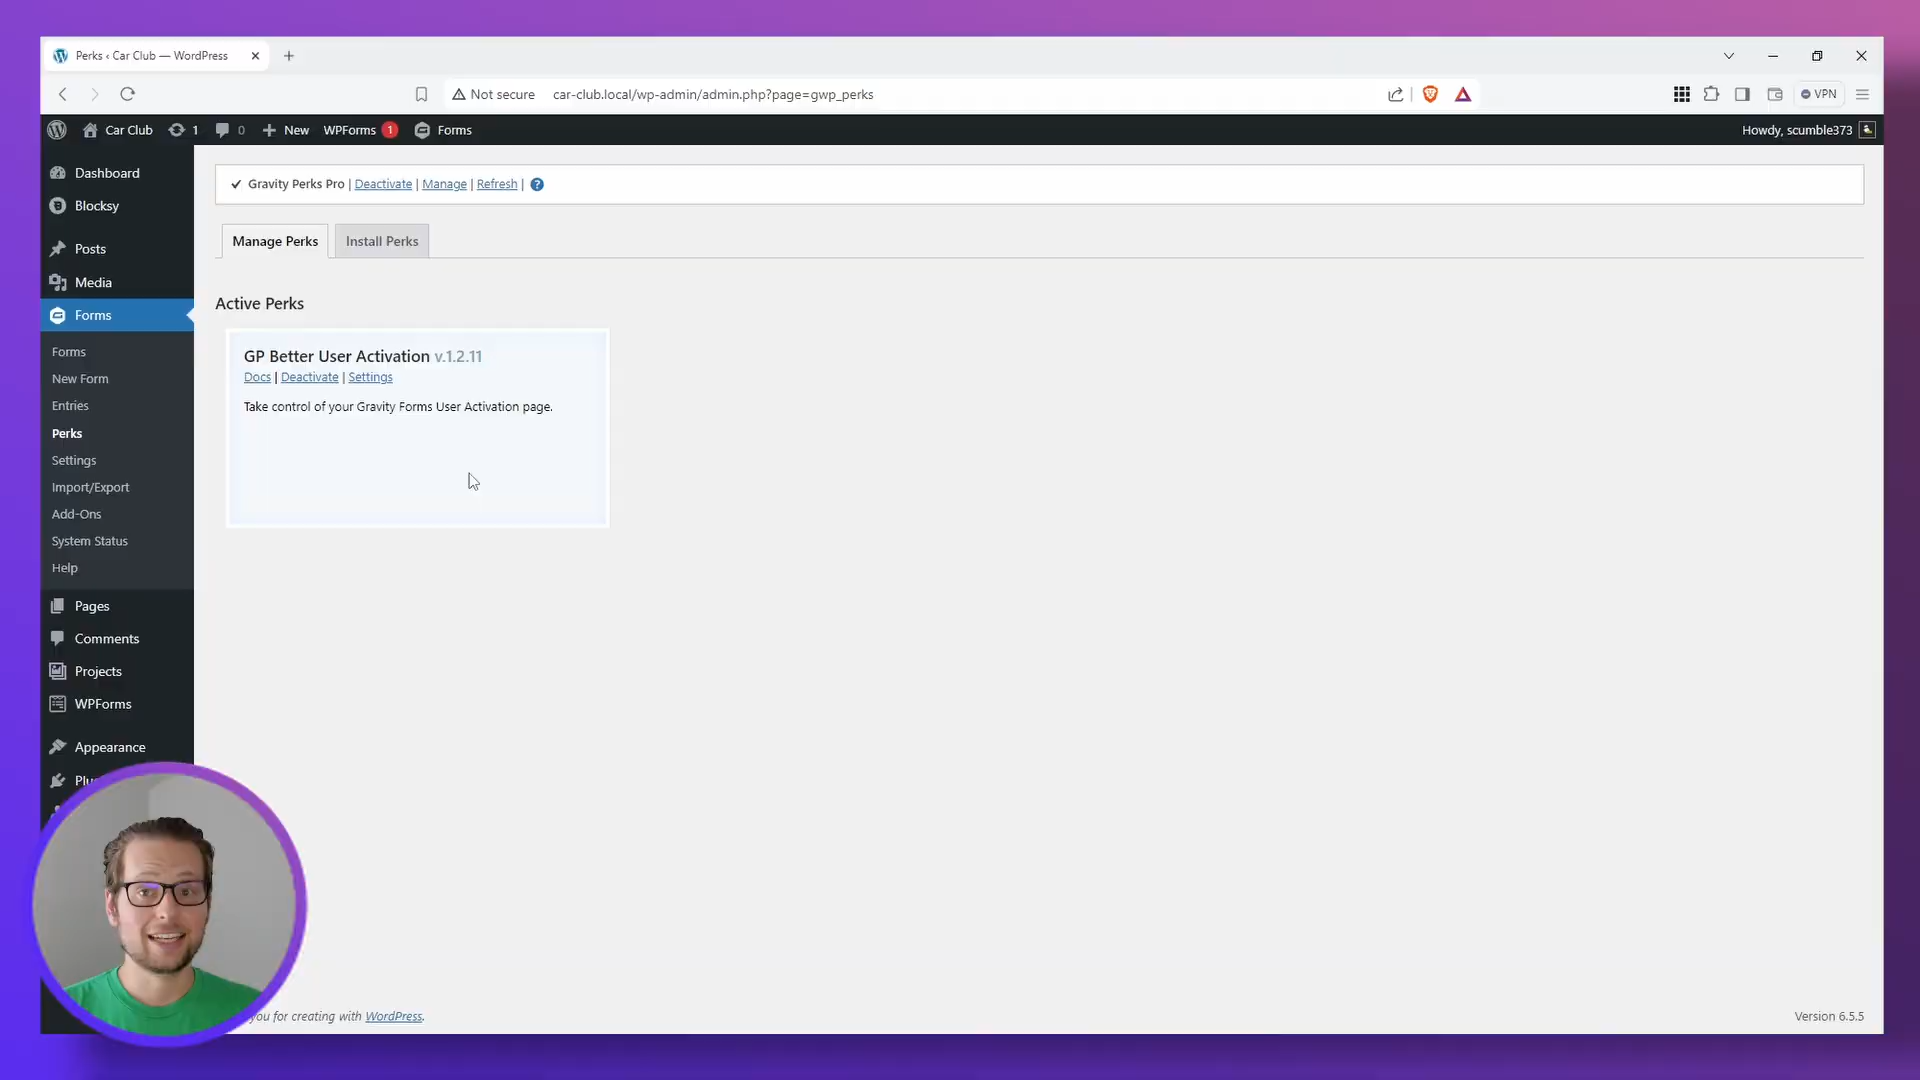 Perks ‹ Car Club — WordPress
Not secure car-club.local/wp-admin/admin.php?page=gwp_perks
VPN
Car Club 1 0 New WPForms 1 Forms
Howdy, scumble373
Dashboard
Blocksy
Posts
Media
Forms
Forms
New Form
Entries
Perks
Settings
Import/Export
Add-Ons
System Status
Help
Pages
Comments
Projects
WPForms
Appearance
Gravity Perks Pro | Deactivate | Manage | Refresh | ?
Manage Perks Install Perks
Active Perks
GP Better User Activation v.1.2.11
Docs | Deactivate | Settings
Take control of your Gravity Forms User Activation page.
you for creating with WordPress.
Version 6.5.5